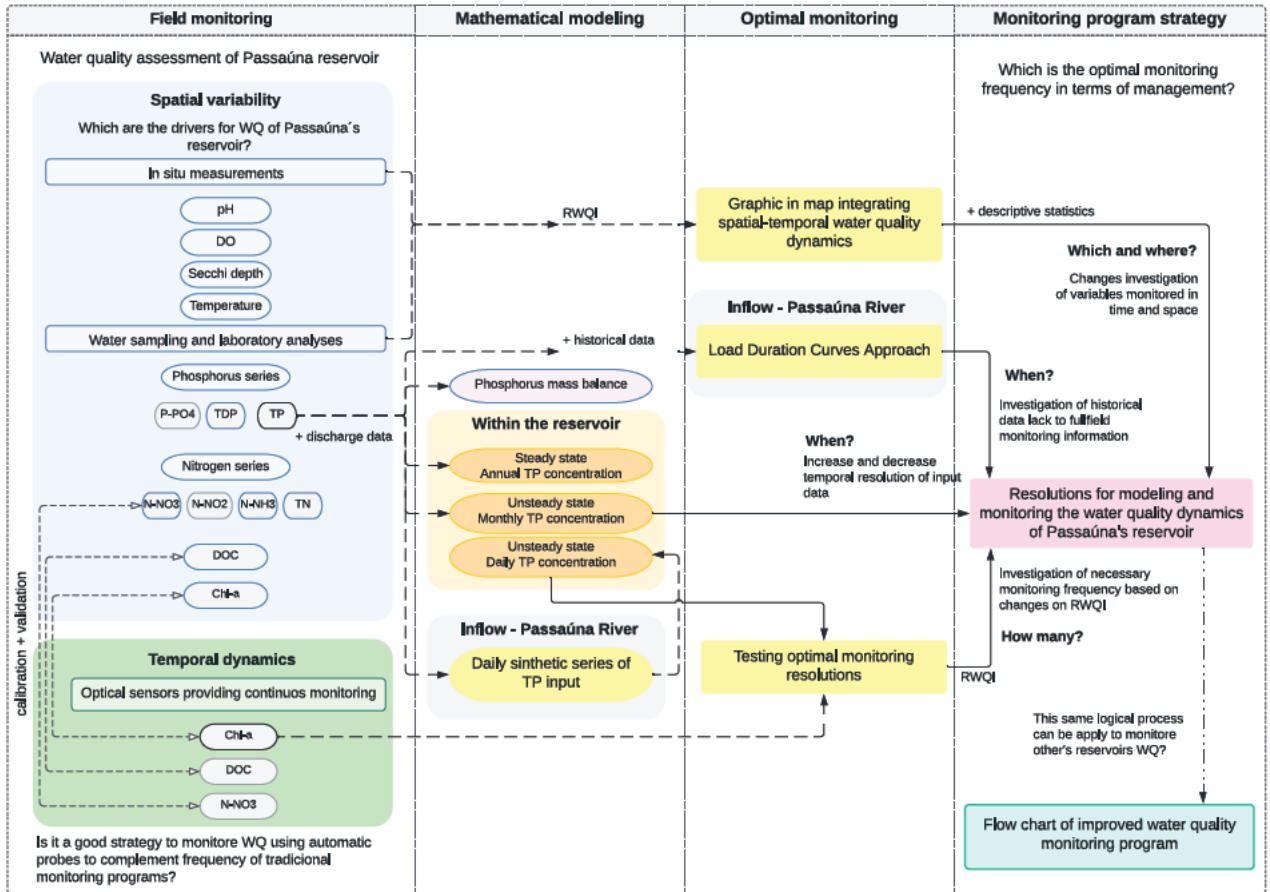 Field monitoring
Mathematical modeling
Optimal monitoring
Monitoring program strategy
Water quality assessment of Passaúna reservoir
Spatial variability
Which are the drivers for WQ of Passaúna´s
reservoir?
In situ measurements
pH
DO
Secchi depth
Temperature
Water sampling and laboratory analyses
Phosphorus series
P-PO4
TDP
TP
+ discharge data
Nitrogen series
N-NO3
N-NO2
N-NH3
TN
DOC
Chl-a
calibration + validation
Temporal dynamics
Optical sensors providing continuos monitoring
Chl-a
DOC
N-NO3
Is it a good strategy to monitore WQ using automatic
probes to complement frequency of tradicional
monitoring programs?
RWQI
+ historical data
Phosphorus mass balance
Within the reservoir
Steady state
Annual TP concentration
Unsteady state
Monthly TP concentration
Unsteady state
Daily TP concentration
Inflow - Passaúna River
Daily sinthetic series of
TP input
Graphic in map integrating
spatial-temporal water quality
dynamics
Inflow - Passaúna River
Load Duration Curves Approach
When?
Increase and decrease
temporal resolution of input
data
Testing optimal monitoring
resolutions
Which is the optimal monitoring
frequency in terms of management?
+ descriptive statistics
Which and where?
Changes investigation
of variables monitored in
time and space
When?
Investigation of historical
data lack to fullfield
monitoring information
Resolutions for modeling and
monitoring the water quality dynamics
of Passaúna's reservoir
Investigation of necessary
monitoring frequency based on
changes on RWQI
How many?
RWQI
This same logical process
can be apply to monitore
other's reservoirs WQ?
Flow chart of improved water quality
monitoring program